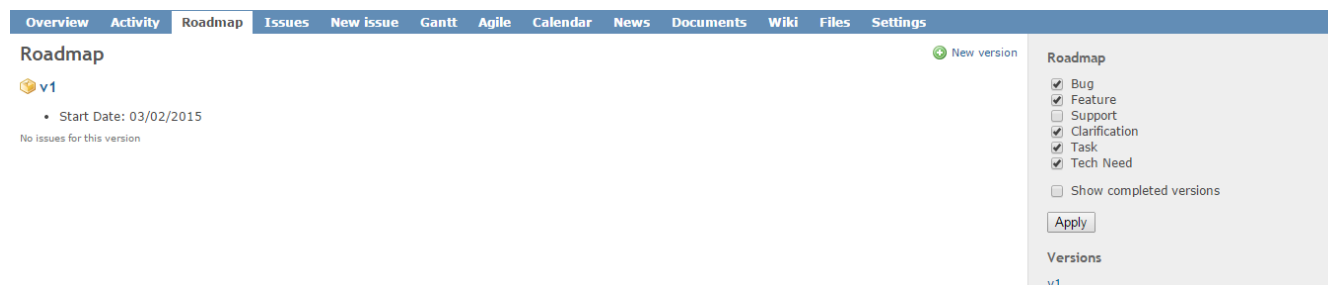 Overview Activity Roadmap Issues New issue Gantt Agile Calendar News Documents Wiki Files Settings
Roadmap
New version
v1
Start Date: 03/02/2015
No issues for this version
Roadmap
Bug
Feature
Support
Clarification
Task
Tech Need
Show completed versions
Apply
Versions
v1